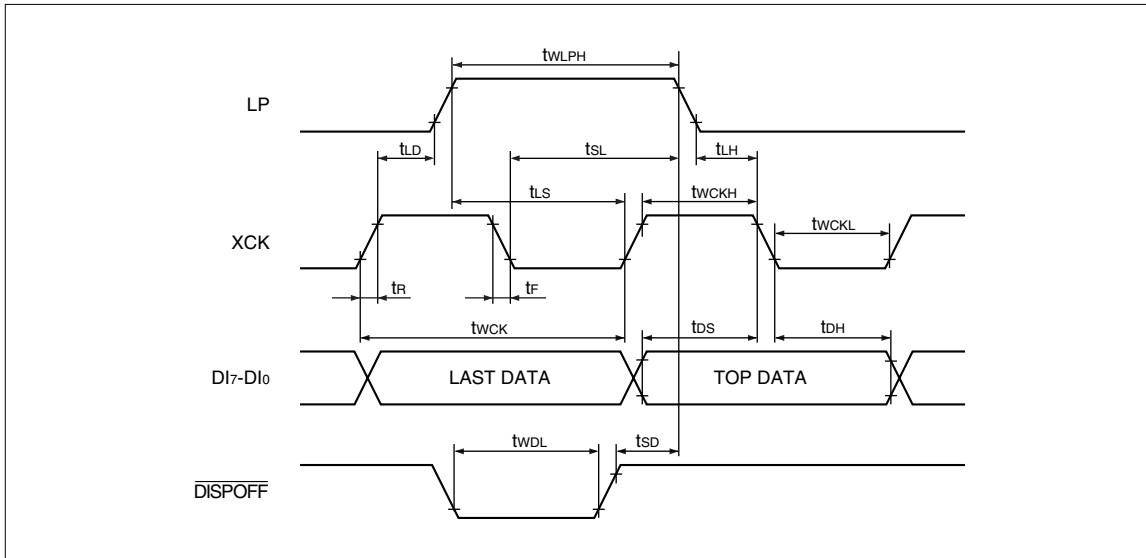 tWLPH
LP
tLD
tSL
tLH
tLS
tWCKH
XCK
tWCKL
tR
tF
tWCK
tDS
tDH
DI7-DI0
LAST DATA
TOP DATA
tWDL
tSD
DISPOFF